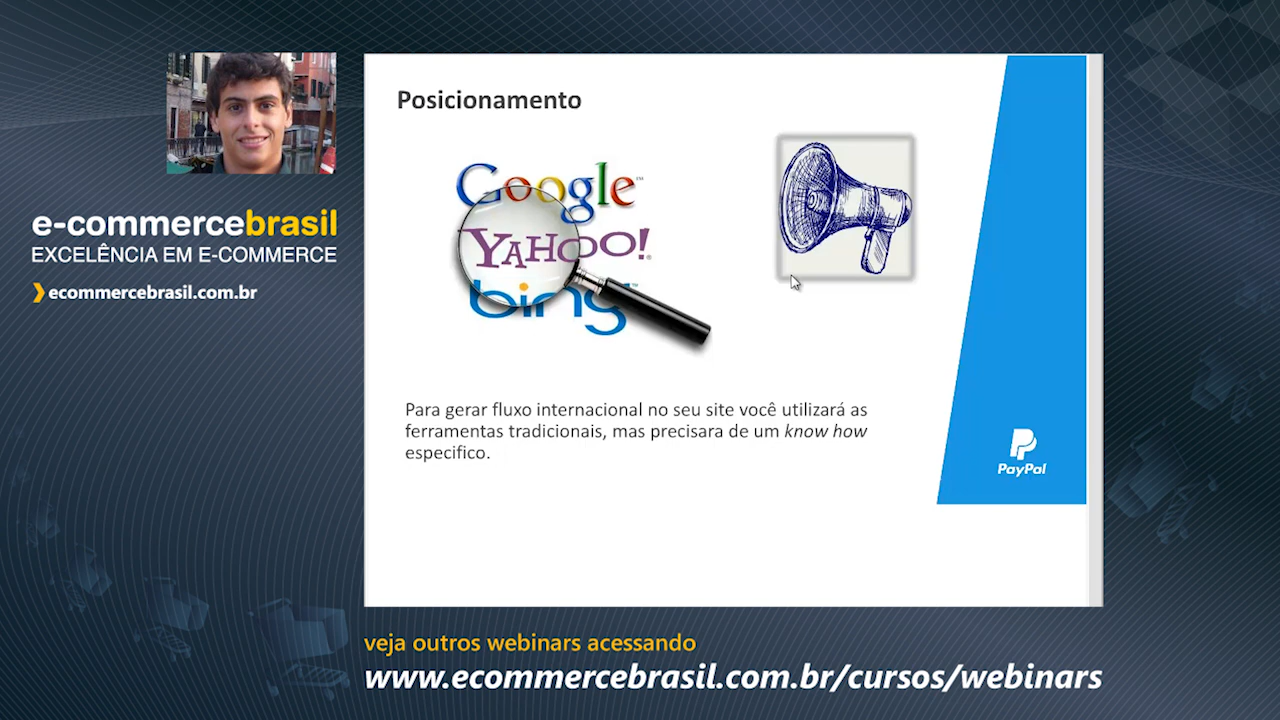 e-commercebrasil
EXCELÊNCIA EM E-COMMERCE
ecommercebrasil.com.br
Posicionamento
Google™
YAHOO!®
bing™
Para gerar fluxo internacional no seu site você utilizará as
ferramentas tradicionais, mas precisara de um know how
especifico.
PayPal
veja outros webinars acessando
www.ecommercebrasil.com.br/cursos/webinars